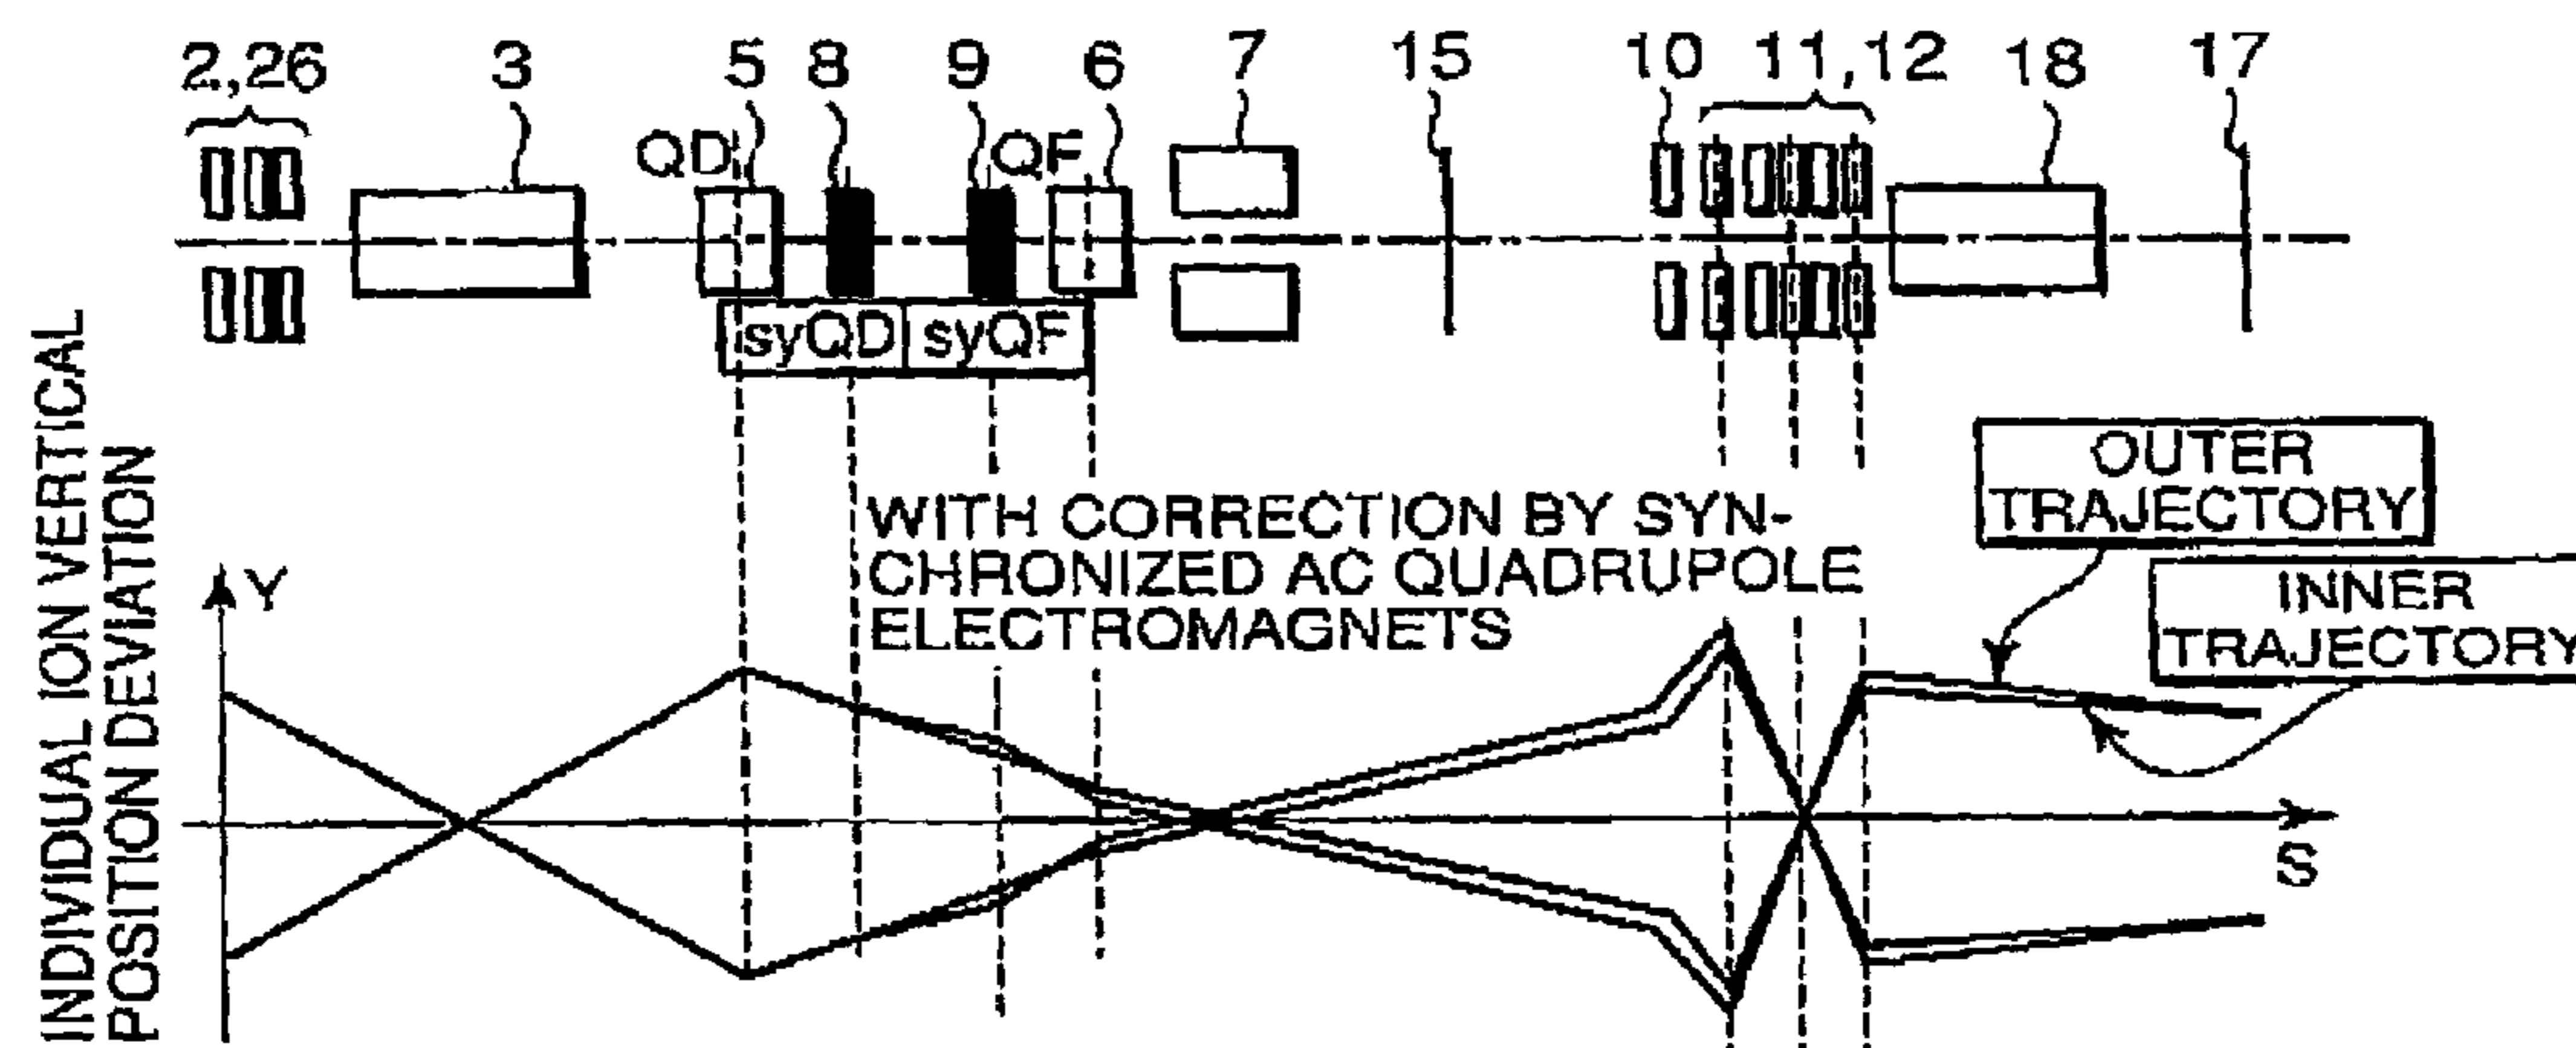 2,26 3 5 8 9 6 7 15 10 11,12 18 17
QD QF
syQD syQF
INDIVIDUAL ION VERTICAL
POSITION DEVIATION
WITH CORRECTION BY SYN-
CHRONIZED AC QUADRUPOLE
ELECTROMAGNETS
OUTER
TRAJECTORY
INNER
TRAJECTORY
Y
S